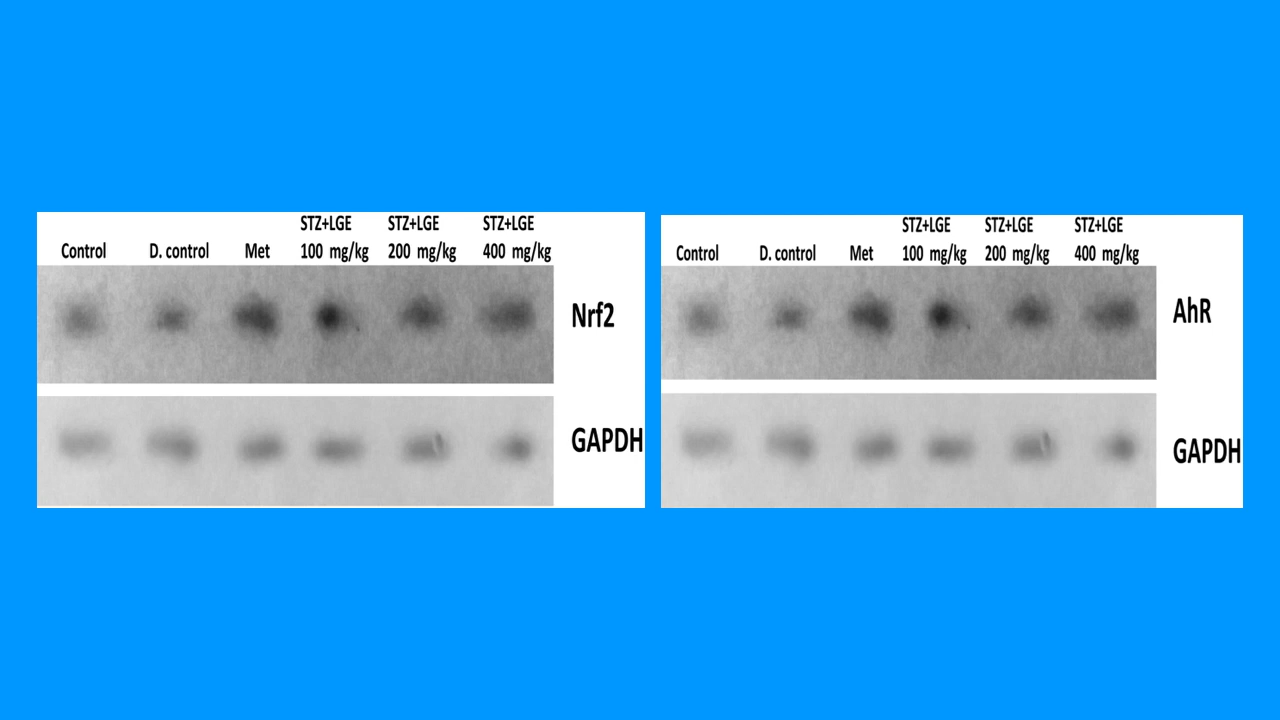 STZ+LGE STZ+LGE STZ+LGE
Control D. control Met 100 mg/kg 200 mg/kg 400 mg/kg
Nrf2
GAPDH
STZ+LGE STZ+LGE STZ+LGE
Control D. control Met 100 mg/kg 200 mg/kg 400 mg/kg
AhR
GAPDH